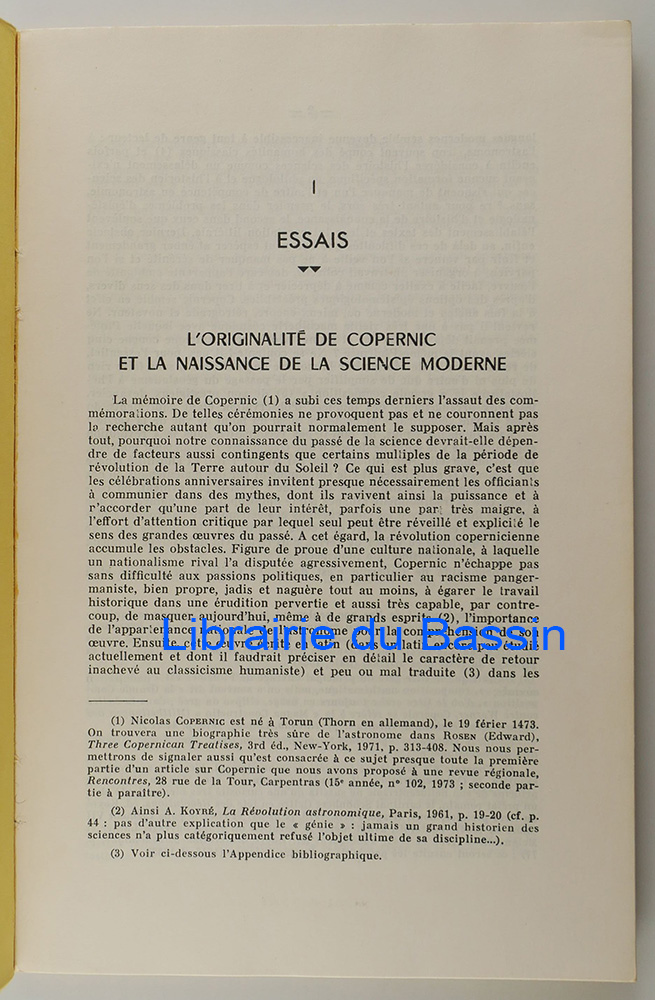 I
ESSAIS
L'ORIGINALITÉ DE COPERNIC
ET LA NAISSANCE DE LA SCIENCE MODERNE
La mémoire de Copernic (1) a subi ces temps derniers l'assaut des com-
mémorations. De telles cérémonies ne provoquent pas et ne couronnent pas
la recherche autant qu'on pourrait normalement le supposer. Mais après
tout, pourquoi notre connaissance du passé de la science devrait-elle dépen-
dre de facteurs aussi contingents que certains multiples de la période de
révolution de la Terre autour du Soleil ? Ce qui est plus grave, c'est que
les célébrations anniversaires invitent presque nécessairement les officiants
à communier dans des mythes, dont ils ravivent ainsi la puissance et à
n'accorder qu'une part de leur intérêt, parfois une part très maigre, à
l'effort d'attention critique par lequel seul peut être réveillé et explicité le
sens des grandes œuvres du passé. A cet égard, la révolution copernicienne
accumule les obstacles. Figure de proue d'une culture nationale, à laquelle
un nationalisme rival l'a disputée agressivement, Copernic n'échappe pas
sans difficulté aux passions politiques, en particulier au racisme panger-
maniste, bien propre, jadis et naguère tout au moins, à égarer le travail
historique dans une érudition pervertie et aussi très capable, par contre-
coup, de masquer aujourd'hui, même à de grands esprits (2), l'importance
de l'appartenance de l'astronome compréhension
Librairie du Bassin
œuvre. Ensuite cette œuvre écrite en latin
actuellement et dont il faudrait préciser en détail le caractère de retour
inachevé au classicisme humaniste) et peu ou mal traduite (3) dans les
(1) Nicolas COPERNIC est né à Torun (Thorn en allemand), le 19 férier 1473.
On trouvera une biographie très sûre de l'astronome dans ROSEN (Edward),
Three Copernican Treatises, 3rd éd., New-York, 1971, p. 313-408. Nous nous per-
mettrons de signaler aussi qu'est consacrée à ce sujet presque toute la première
partie d'un article sur Copernic que nous avons proposé à une revue régionale,
Rencontres, 28 rue de la Tour, Carpentras (15e année, n° 102, 1973 ; seconde par-
tie à paraître).
(2) Ainsi A. KOYRÉ, La Révolution astronomique, Paris, 1961, p. 19-20 (cf. p.
44 : pas d'autre explication que le « génie » : jamais un grand historien des
sciences n'a plus catégoriquement refusé l'objet ultime de sa discipline...).
(3) Voir ci-dessous l'Appendice bibliographique.